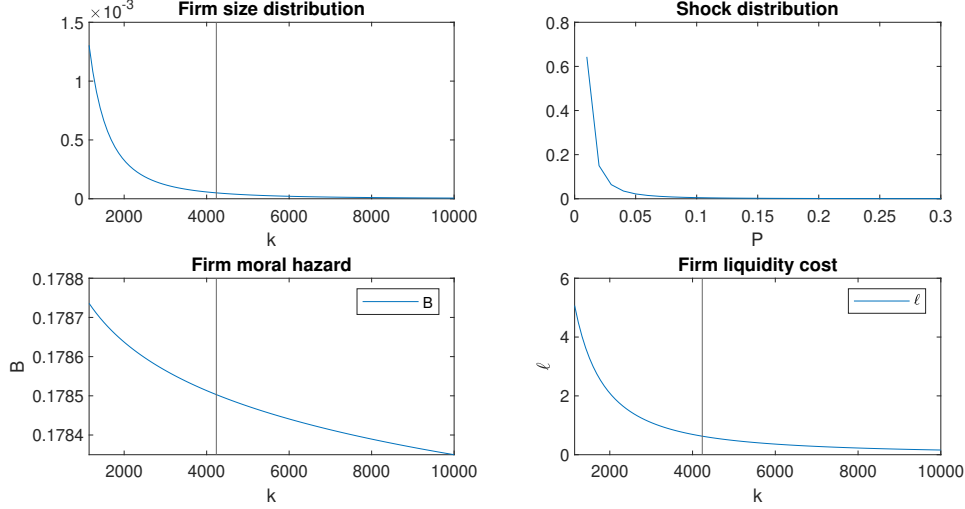 Firm size distribution
×10⁻³
1.5
1
0.5
0
2000 4000 6000 8000 10000
k
Shock distribution
0.8
0.6
0.4
0.2
0
0 0.05 0.1 0.15 0.2 0.25 0.3
P
Firm moral hazard
0.1788
0.1787
0.1786
0.1785
0.1784
B
B
2000 4000 6000 8000 10000
k
Firm liquidity cost
6
4
2
0
ℓ
ℓ
2000 4000 6000 8000 10000
k